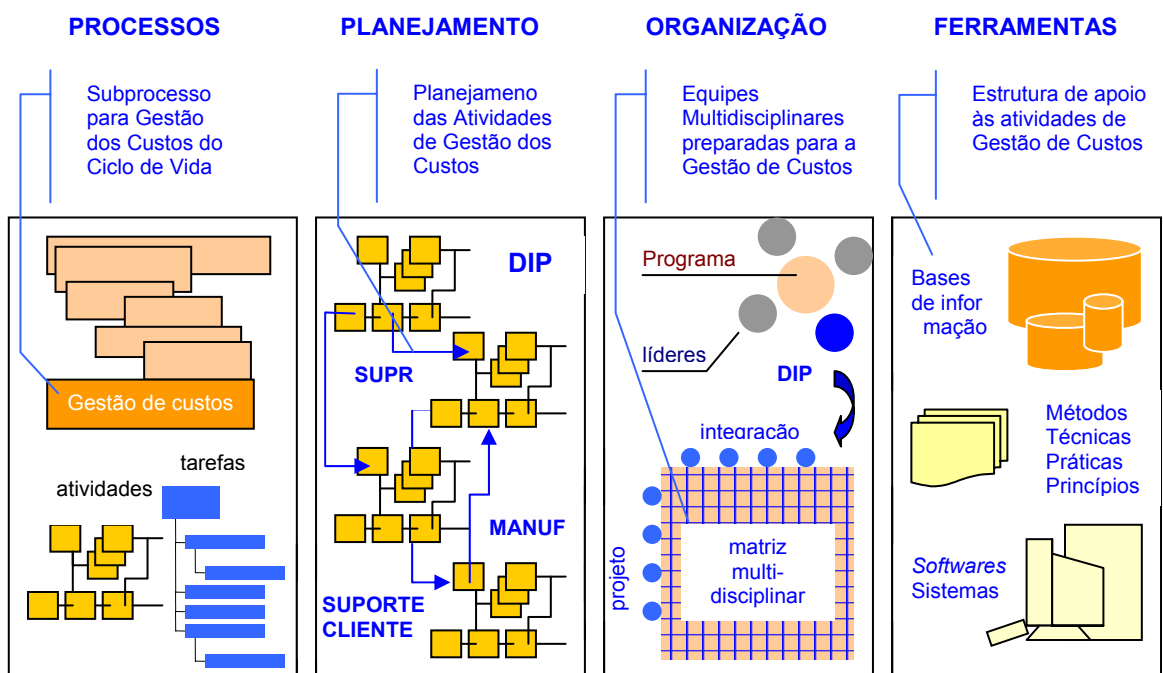 PROCESSOS
Subprocesso
para Gestão
dos Custos do
Ciclo de Vida
Gestão de custos
tarefas
atividades
PLANEJAMENTO
Planejameno
das Atividades
de Gestão dos
Custos
DIP
SUPR
MANUF
SUPORTE
CLIENTE
ORGANIZAÇÃO
Equipes
Multidisciplinares
preparadas para a
Gestão de Custos
Programa
líderes
DIP
integração
projeto
matriz
multi-
disciplinar
FERRAMENTAS
Estrutura de apoio
às atividades de
Gestão de Custos
Bases
de infor
mação
Métodos
Técnicas
Práticas
Princípios
Softwares
Sistemas